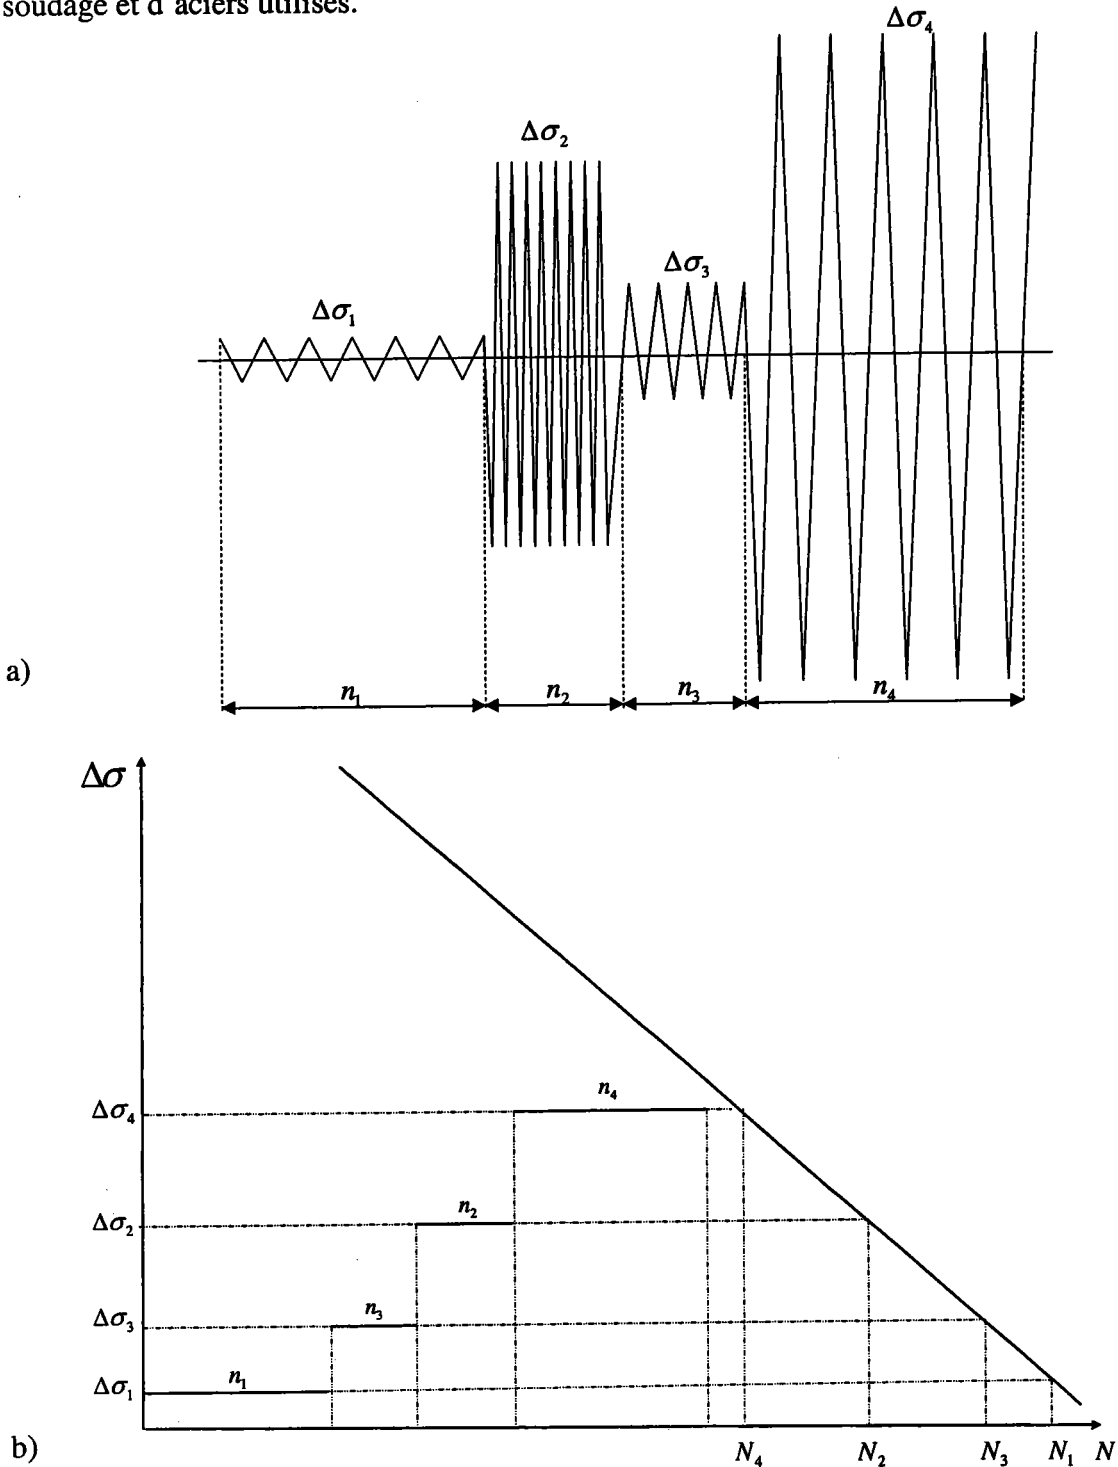 soudage et d'aciers utilisés.
Δσ₄
Δσ₂
Δσ₃
Δσ₁
a)
n₁ n₂ n₃ n₄
Δσ
n₄
Δσ₄
n₂
Δσ₂
n₃
Δσ₃
n₁
Δσ₁
b)
N₄ N₂ N₃ N₁ N